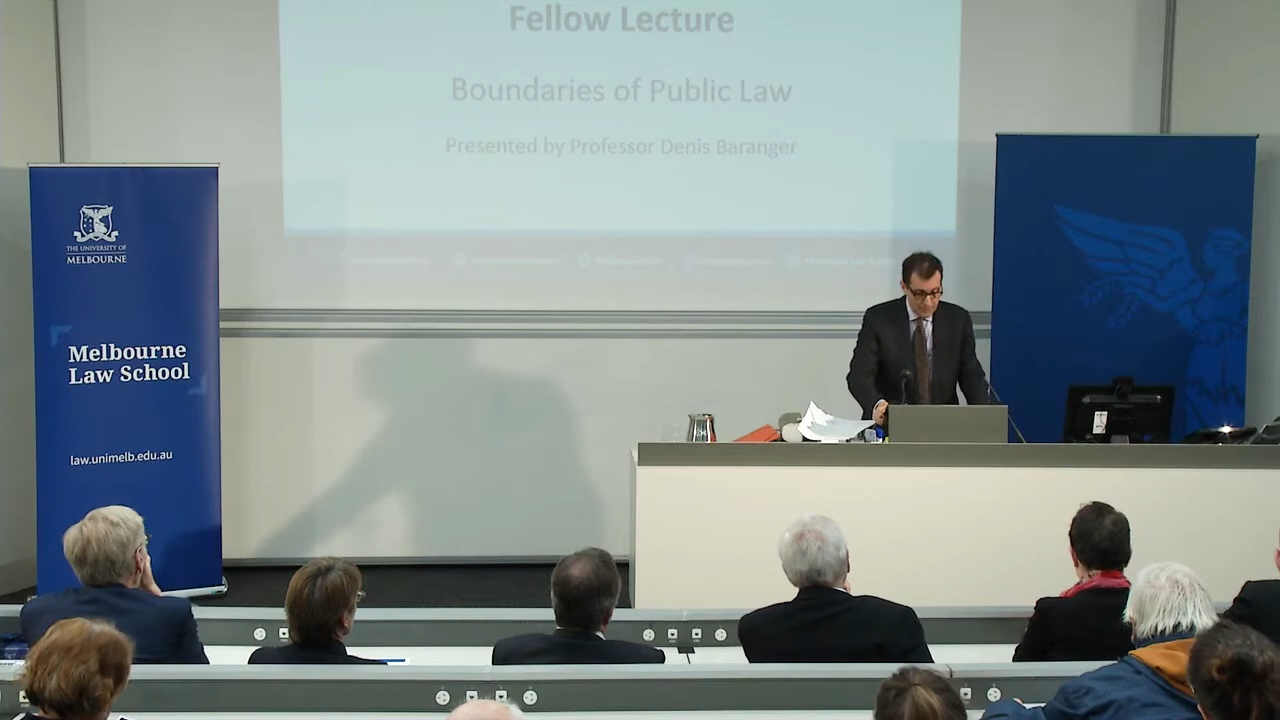 Fellow Lecture
Boundaries of Public Law
Presented by Professor Denis Baranger
THE UNIVERSITY OF
MELBOURNE
Melbourne
Law School
law.unimelb.edu.au